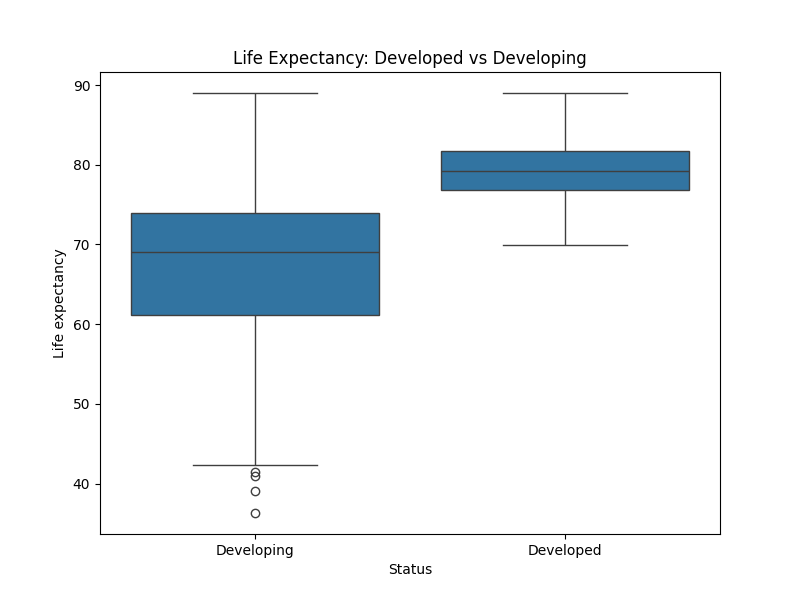 Life Expectancy: Developed vs Developing
90
80
70
60
50
40
Life expectancy
Developing
Developed
Status